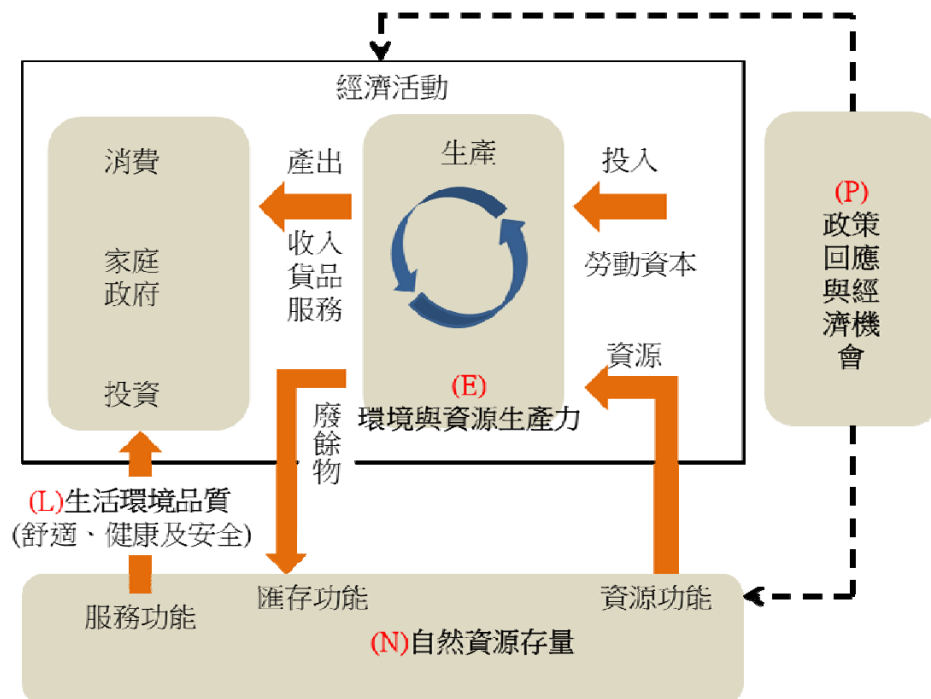 經濟活動
消費
家庭
政府
投資
產出
收入
貨品
服務
生產
(E)
環境與資源生產力
投入
勞動資本
資源
廢餘物
(P)
政策
回應
與經
濟機
會
(L)生活環境品質
(舒適、健康及安全)
服務功能
匯存功能
資源功能
(N)自然資源存量